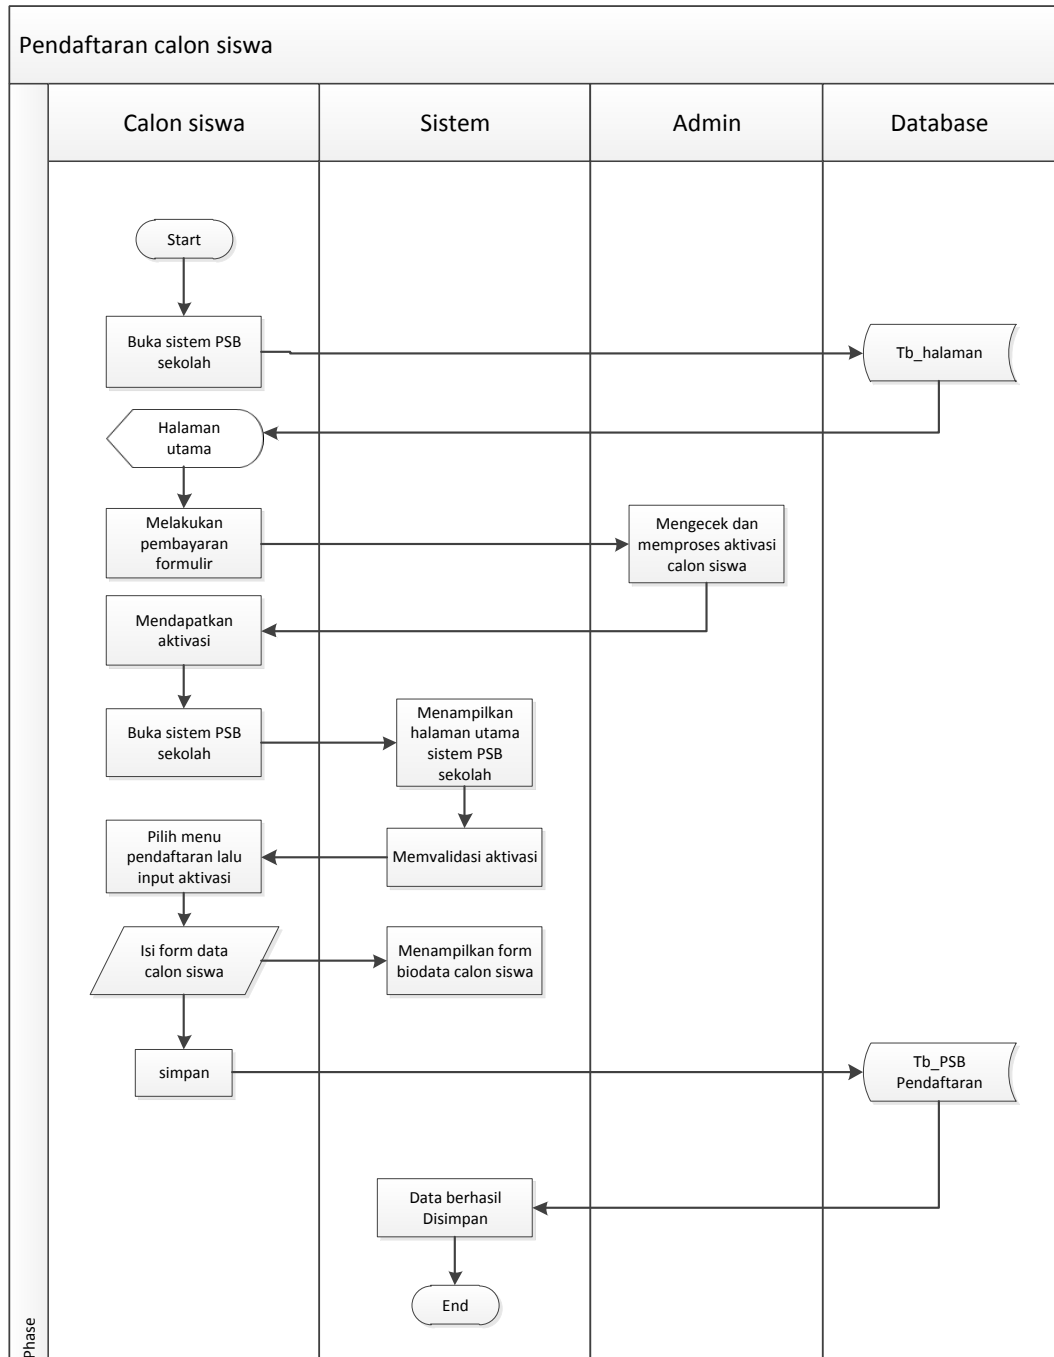 Pendaftaran calon siswa
Calon siswa
Sistem
Admin
Database
Start
Buka sistem PSB
sekolah
Tb_halaman
Halaman
utama
Melakukan
pembayaran
formulir
Mengecek dan
memproses aktivasi
calon siswa
Mendapatkan
aktivasi
Buka sistem PSB
sekolah
Menampilkan
halaman utama
sistem PSB
sekolah
Pilih menu
pendaftaran lalu
input aktivasi
Memvalidasi aktivasi
Isi form data
calon siswa
Menampilkan form
biodata calon siswa
simpan
Tb_PSB
Pendaftaran
Data berhasil
Disimpan
End
Phase